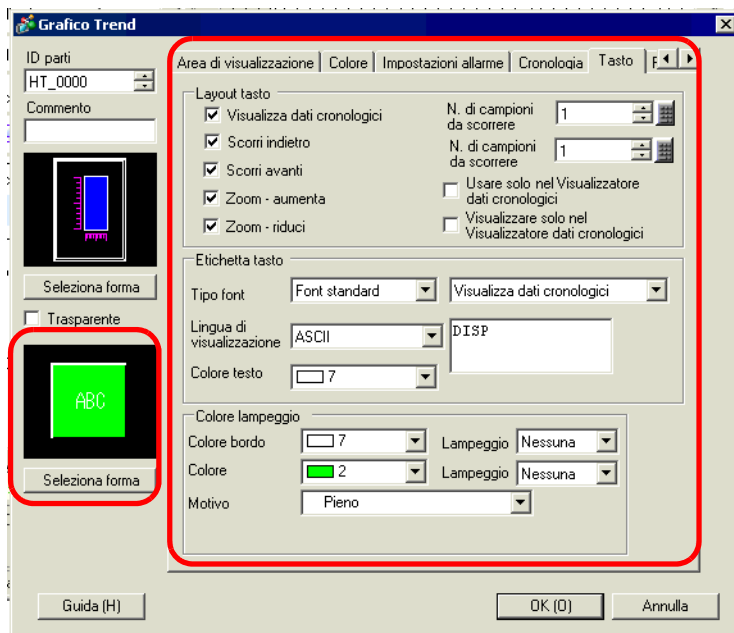 Grafico Trend
ID parti
HT_0000
Commento
Seleziona forma
Trasparente
ABC
Seleziona forma
Area di visualizzazione
Colore
Impostazioni allarme
Cronologia
Tasto
Layout tasto
Visualizza dati cronologici
Scorri indietro
Scorri avanti
Zoom - aumenta
Zoom - riduci
N. di campioni
da scorrere
1
N. di campioni
da scorrere
1
Usare solo nel Visualizzatore
dati cronologici
Visualizzare solo nel
Visualizzatore dati cronologici
Etichetta tasto
Tipo font
Font standard
Visualizza dati cronologici
Lingua di
visualizzazione
ASCII
DISP
Colore testo
7
Colore lampeggio
Colore bordo
7
Lampeggio
Nessuna
Colore
2
Lampeggio
Nessuna
Motivo
Pieno
Guida (H)
OK (O)
Annulla